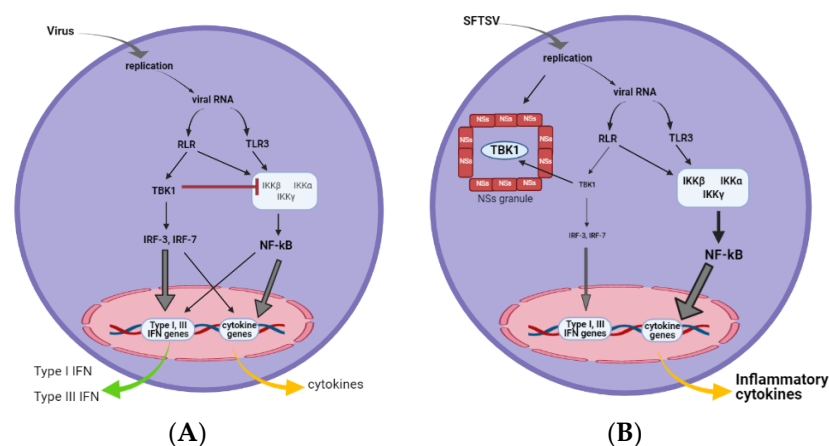 Virus
replication
viral RNA
RLR
TLR3
TBK1
IKKβ IKKα
IKKγ
IRF-3, IRF-7
NF-kB
Type I, III
IFN genes
cytokine
genes
Type I IFN
Type III IFN
cytokines
(A)
SFTSV
replication
viral RNA
NSs NSs NSs
NSs NSs
NSs NSs
NSs NSs NSs
TBK1
NSs granule
RLR
TLR3
TBK1
IKKβ IKKα
IKKγ
IRF-3, IRF-7
NF-kB
Type I, III
IFN genes
cytokine
genes
Inflammatory
cytokines
(B)